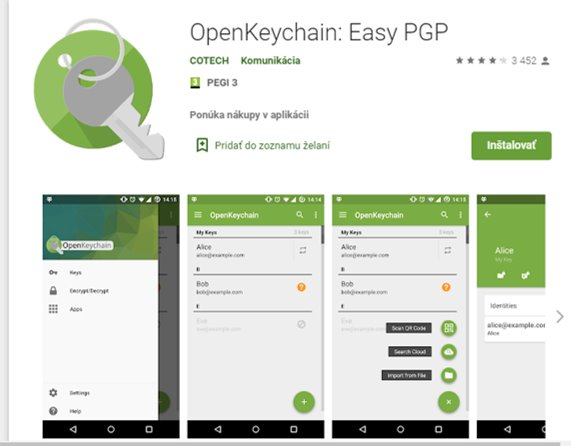 OpenKeychain: Easy PGP
COTECH Komunikácia 3 452
3 PEGI 3
Ponúka nákupy v aplikácii
Pridať do zoznamu želaní
Inštalovať
14:15
OpenKeychain
Keys
Encrypt/Decrypt
Apps
Settings
Help
14:14
OpenKeychain
My Keys 3 keys
Alice
alice@example.com
B
Bob
bob@example.com
E
Eve
eve@example.com
14:15
OpenKeychain
My Keys 3 keys
Alice
alice@example.com
B
Bob
bob@example.com
E
Eve
eve@example.com
Scan QR Code
Search Cloud
Import from File
Alice
My Key
Identities
alice@example.co
Alice